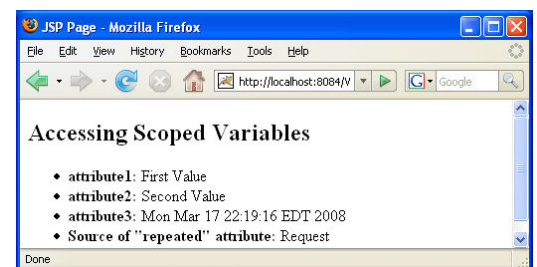 JSP Page - Mozilla Firefox
File Edit View History Bookmarks Tools Help
http://localhost:8084/V G Google
Accessing Scoped Variables
• attribute1: First Value
• attribute2: Second Value
• attribute3: Mon Mar 17 22:19:16 EDT 2008
• Source of "repeated" attribute: Request
Done